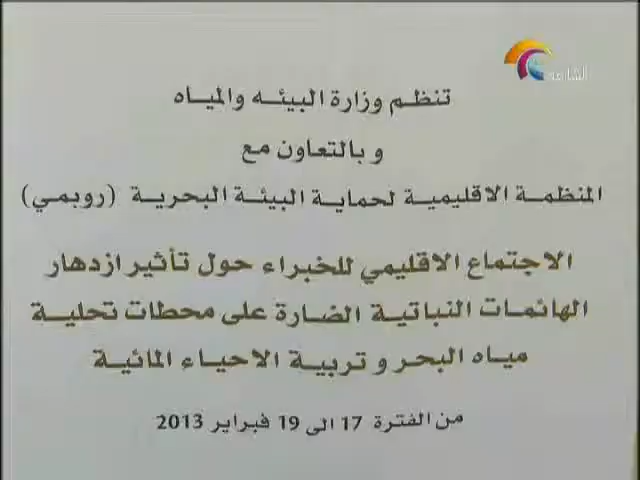 تنظم وزارة البيئه والمياه
و بالتعاون مع
المنظمة الاقليمية لحماية البيئة البحرية (روبمي)
الاجتماع الاقليمي للخبراء حول تأثير ازدهار
الهائمات النباتية الضارة على محطات تحلية
مياه البحر و تربية الاحياء المائية
من الفترة 17 الى 19 فبراير 2013